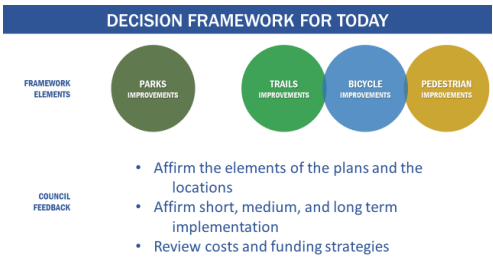 DECISION FRAMEWORK FOR TODAY
FRAMEWORK
ELEMENTS
PARKS
IMPROVEMENTS
TRAILS
IMPROVEMENTS
BICYCLE
IMPROVEMENTS
PEDESTRIAN
IMPROVEMENTS
COUNCIL
FEEDBACK
• Affirm the elements of the plans and the
locations
• Affirm short, medium, and long term
implementation
• Review costs and funding strategies